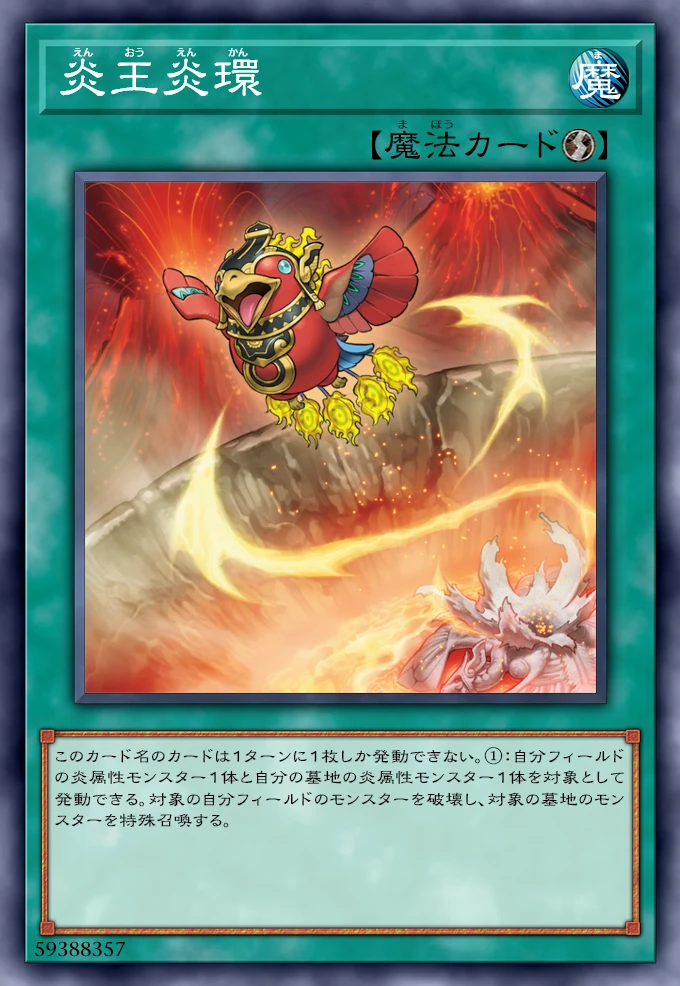 えん おう えん かん
炎王炎環
ま
魔
ま ほう
【魔法カード】
このカード名のカードは1ターンに1枚しか発動できない。①:自分フィールド
の炎属性モンスター1体と自分の墓地の炎属性モンスター1体を対象として
発動できる。対象の自分フィールドのモンスターを破壊し、対象の墓地のモン
スターを特殊召喚する。
59388357